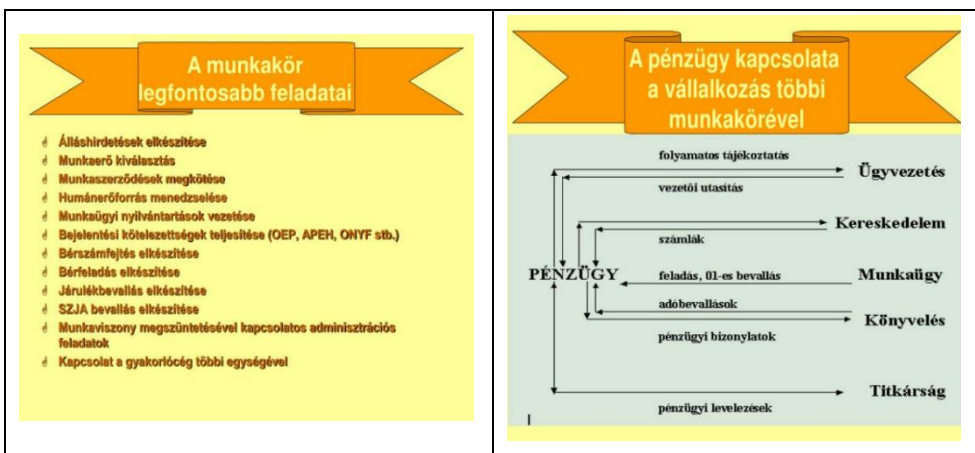 A munkakör
legfontosabb feladatai
Álláshirdetések elkészítése
Munkaerő kiválasztás
Munkaszerződések megkötése
Humánerőforrás menedzselése
Munkaügyi nyilvántartások vezetése
Bejelentési kötelezettségek teljesítése (OEP, APEH, ONYF stb.)
Bérszámfejtés elkészítése
Bérfeladás elkészítése
Járulékbevallás elkészítése
SZJA bevallás elkészítése
Munkaviszony megszüntetésével kapcsolatos adminisztrációs
feladatok
Kapcsolat a gyakorlócég többi egységével
A pénzügy kapcsolata
a vállalkozás többi
munkakörével
folyamatos tájékoztatás
Ügyvezetés
vezetői utasítás
Kereskedelem
számlák
PÉNZÜGY
feladás, 01-es bevallás
Munkaügy
adóbevallások
Könyvelés
pénzügyi bizonylatok
Titkárság
pénzügyi levelezések